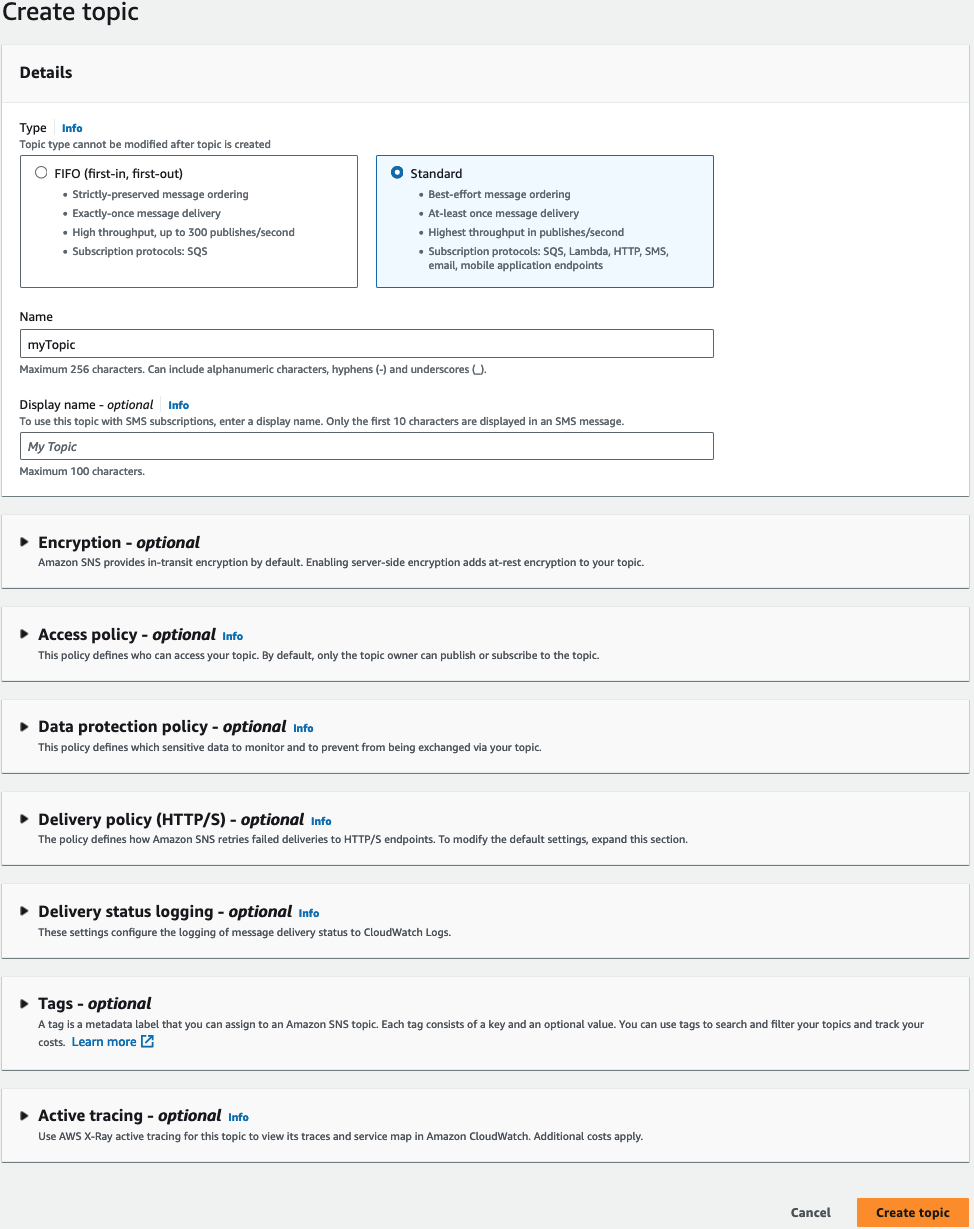 Create topic
Details
Type Info
Topic type cannot be modified after topic is created
FIFO (first-in, first-out)
• Strictly-preserved message ordering
• Exactly-once message delivery
• High throughput, up to 300 publishes/second
• Subscription protocols: SQS
Standard
• Best-effort message ordering
• At-least once message delivery
• Highest throughput in publishes/second
• Subscription protocols: SQS, Lambda, HTTP, SMS,
email, mobile application endpoints
Name
myTopic
Maximum 256 characters. Can include alphanumeric characters, hyphens (-) and underscores (_).
Display name - optional Info
To use this topic with SMS subscriptions, enter a display name. Only the first 10 characters are displayed in an SMS message.
My Topic
Maximum 100 characters.
Encryption - optional
Amazon SNS provides in-transit encryption by default. Enabling server-side encryption adds at-rest encryption to your topic.
Access policy - optional Info
This policy defines who can access your topic. By default, only the topic owner can publish or subscribe to the topic.
Data protection policy - optional Info
This policy defines which sensitive data to monitor and to prevent from being exchanged via your topic.
Delivery policy (HTTP/S) - optional Info
The policy defines how Amazon SNS retries failed deliveries to HTTP/S endpoints. To modify the default settings, expand this section.
Delivery status logging - optional Info
These settings configure the logging of message delivery status to CloudWatch Logs.
Tags - optional
A tag is a metadata label that you can assign to an Amazon SNS topic. Each tag consists of a key and an optional value. You can use tags to search and filter your topics and track your
costs. Learn more
Active tracing - optional Info
Use AWS X-Ray active tracing for this topic to view its traces and service map in Amazon CloudWatch. Additional costs apply.
Cancel Create topic